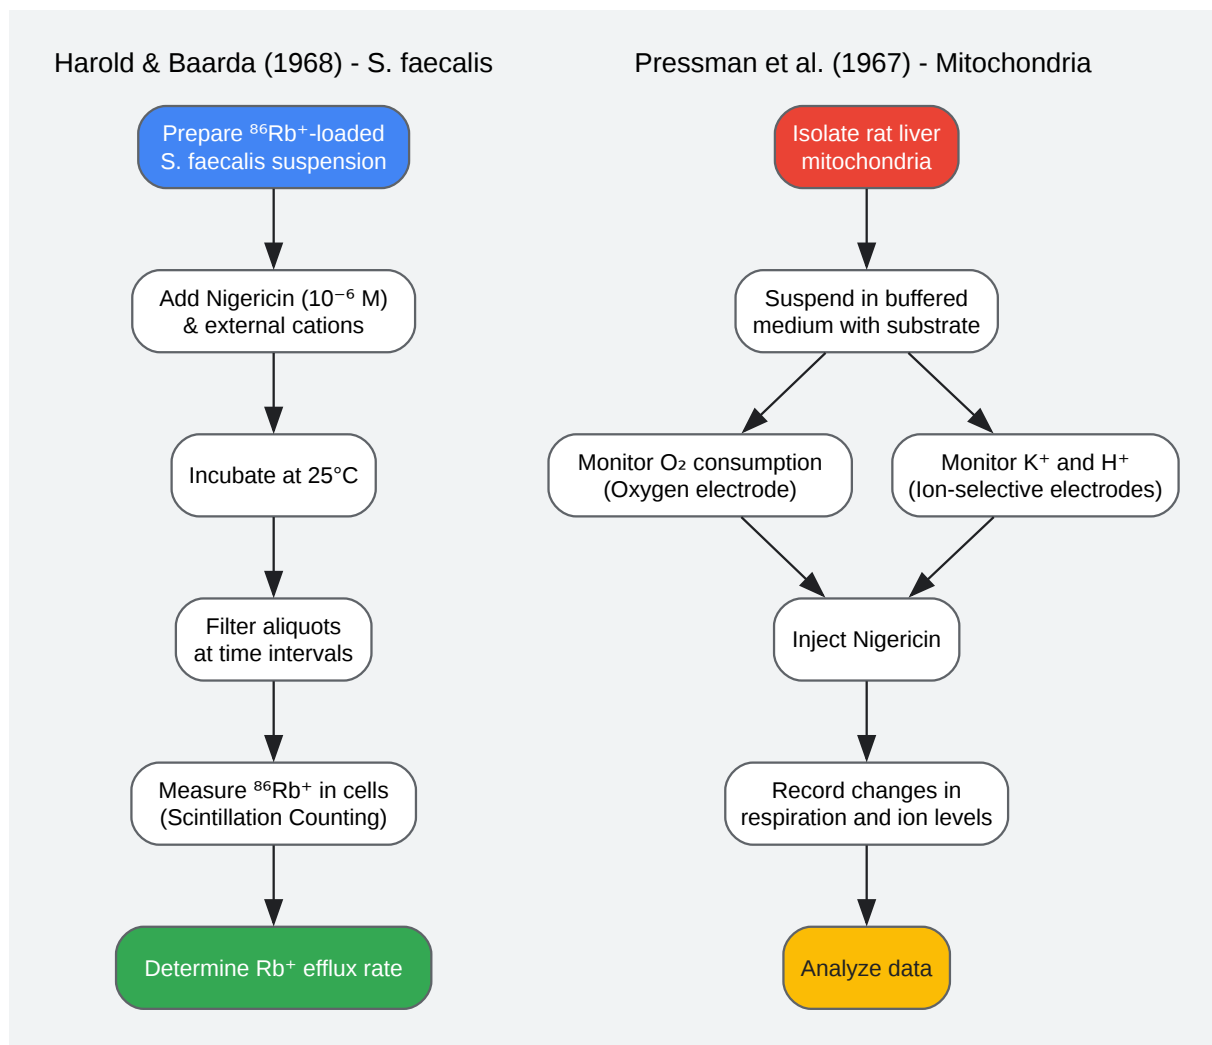 Harold & Baarda (1968) - S. faecalis
Prepare ⁸⁶Rb⁺-loaded
S. faecalis suspension
Add Nigericin (10⁻⁶ M)
& external cations
Incubate at 25°C
Filter aliquots
at time intervals
Measure ⁸⁶Rb⁺ in cells
(Scintillation Counting)
Determine Rb⁺ efflux rate
Pressman et al. (1967) - Mitochondria
Isolate rat liver
mitochondria
Suspend in buffered
medium with substrate
Monitor O₂ consumption
(Oxygen electrode)
Monitor K⁺ and H⁺
(Ion-selective electrodes)
Inject Nigericin
Record changes in
respiration and ion levels
Analyze data